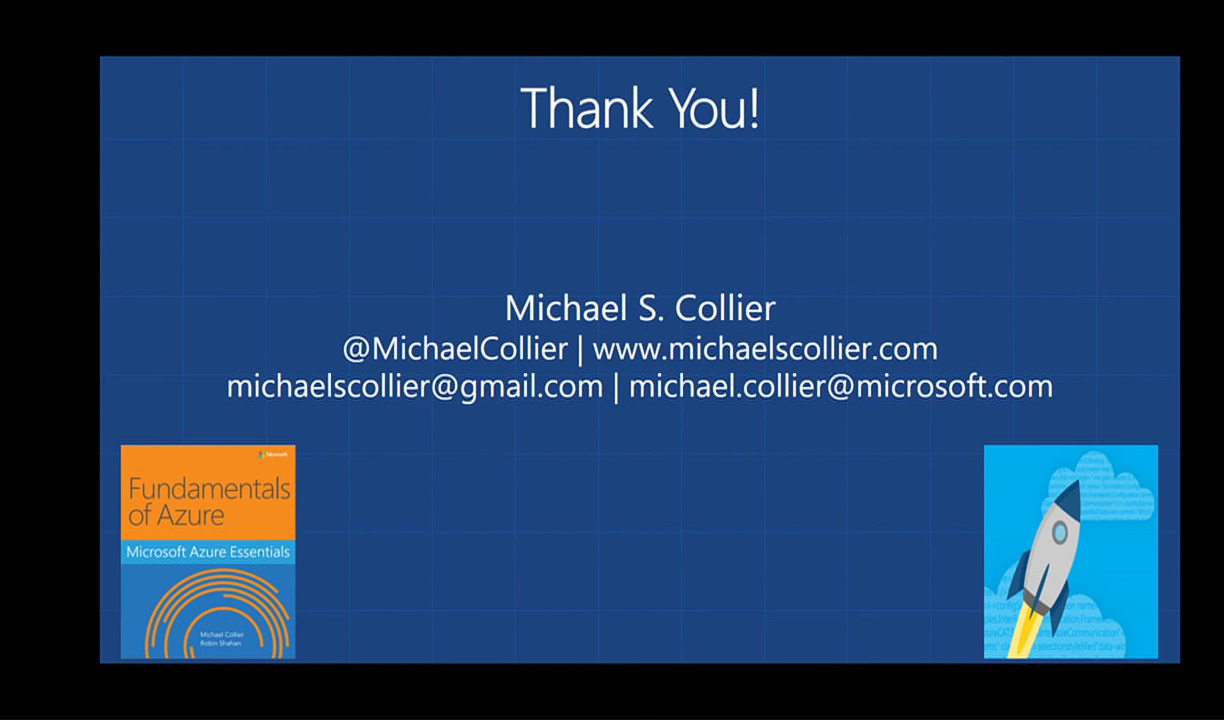 Thank You!
Michael S. Collier
@MichaelCollier | www.michaelscollier.com
michaelscollier@gmail.com | michael.collier@microsoft.com
Microsoft
Fundamentals
of Azure
Microsoft Azure Essentials
Michael Collier
Robin Shahan